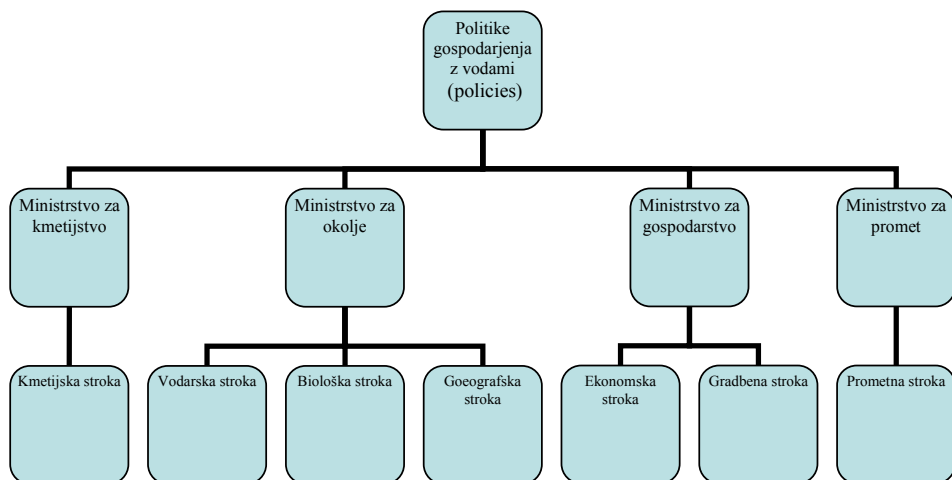 Politike
gospodarjenja
z vodami
(policies)
Ministrstvo za
kmetijstvo
Ministrstvo za
okolje
Ministrstvo za
gospodarstvo
Ministrstvo za
promet
Kmetijska stroka
Vodarska stroka
Biološka stroka
Goeografska
stroka
Ekonomska
stroka
Gradbena stroka
Prometna stroka